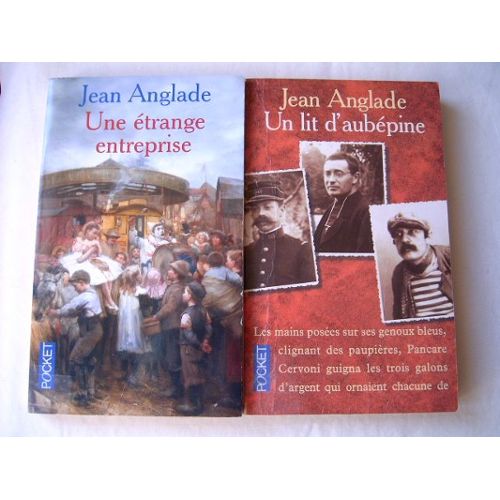 Jean Anglade
Une étrange
entreprise
POCKET
Jean Anglade
Un lit d'aubépine
Les mains posées sur ses genoux bleus,
clignant des paupières, Pancare
Cervoni guigna les trois galons
d'argent qui ornaient chacune de
POCKET